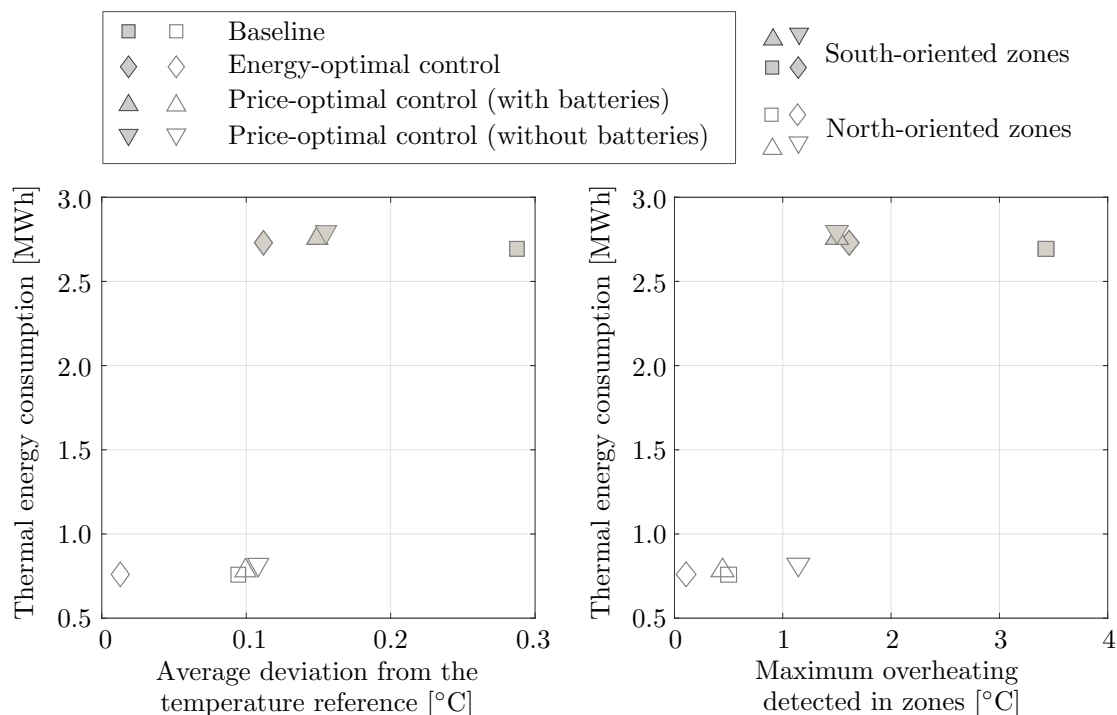 Baseline
Energy-optimal control
Price-optimal control (with batteries)
Price-optimal control (without batteries)
South-oriented zones
North-oriented zones
Thermal energy consumption [MWh]
3.0
2.5
2.0
1.5
1.0
0.5
0
0.1
0.2
0.3
Average deviation from the
temperature reference [°C]
Thermal energy consumption [MWh]
3.0
2.5
2.0
1.5
1.0
0.5
0
1
2
3
4
Maximum overheating
detected in zones [°C]